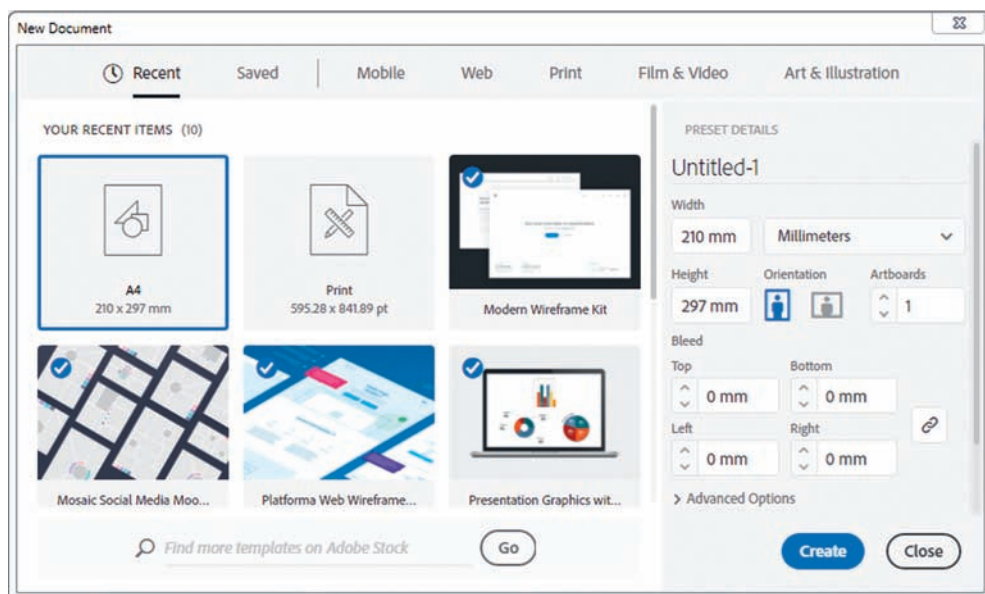 New Document
Recent Saved Mobile Web Print Film & Video Art & Illustration
YOUR RECENT ITEMS (10)
A4
210 x 297 mm
Print
595.28 x 841.89 pt
Modern Wireframe Kit
Mosaic Social Media Moo...
Platforma Web Wireframe...
Presentation Graphics wit...
Find more templates on Adobe Stock
Go
PRESET DETAILS
Untitled-1
Width
210 mm Millimeters
Height Orientation Artboards
297 mm 1
Bleed
Top Bottom
0 mm 0 mm
Left Right
0 mm 0 mm
> Advanced Options
Create Close